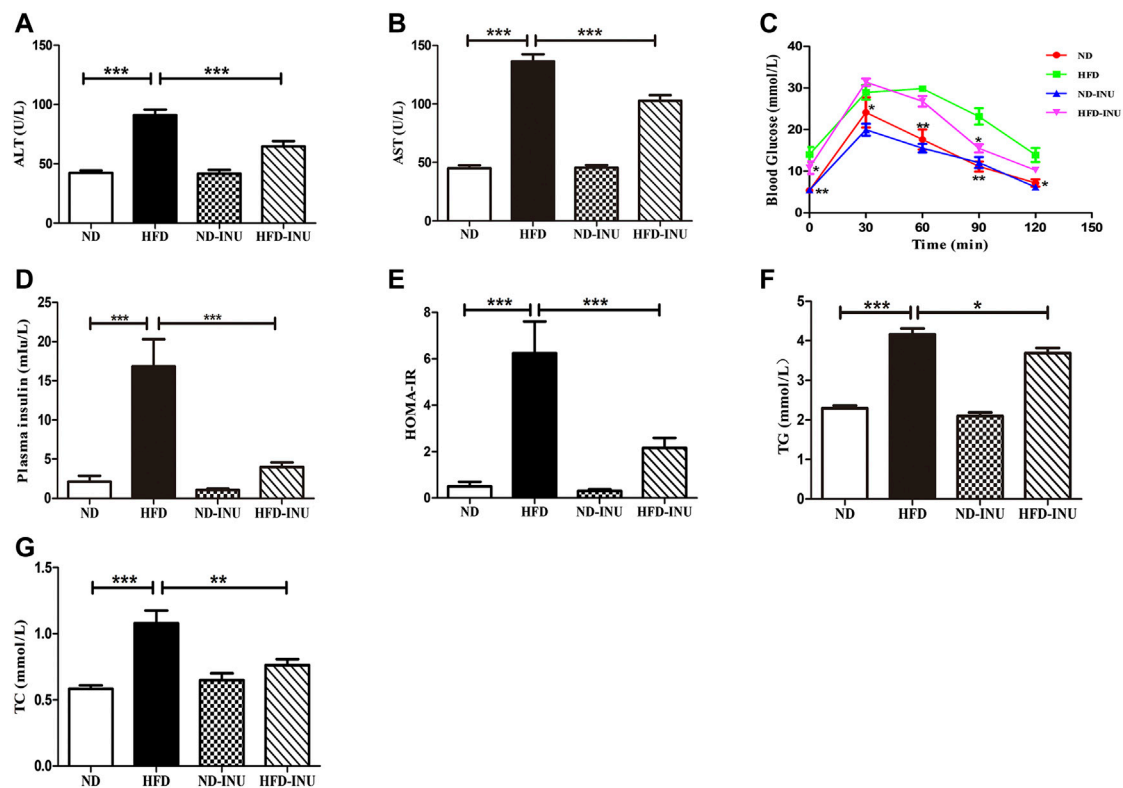 A
***
***
150
100
50
0
ALT (U/L)
ND
HFD
ND-INU
HFD-INU
B
***
***
150
100
50
0
AST (U/L)
ND
HFD
ND-INU
HFD-INU
C
40
30
20
10
0
Blood Glucose (mmol/L)
ND
HFD
ND-INU
HFD-INU
*
**
*
*
**
**
*
0
30
60
90
120
150
Time (min)
D
***
***
25
20
15
10
5
0
Plasma insulin (mIu/L)
ND
HFD
ND-INU
HFD-INU
E
***
***
8
6
4
2
0
HOMA-IR
ND
HFD
ND-INU
HFD-INU
F
***
*
6
4
2
0
TG (mmol/L)
ND
HFD
ND-INU
HFD-INU
G
***
**
1.5
1.0
0.5
0.0
TC (mmol/L)
ND
HFD
ND-INU
HFD-INU